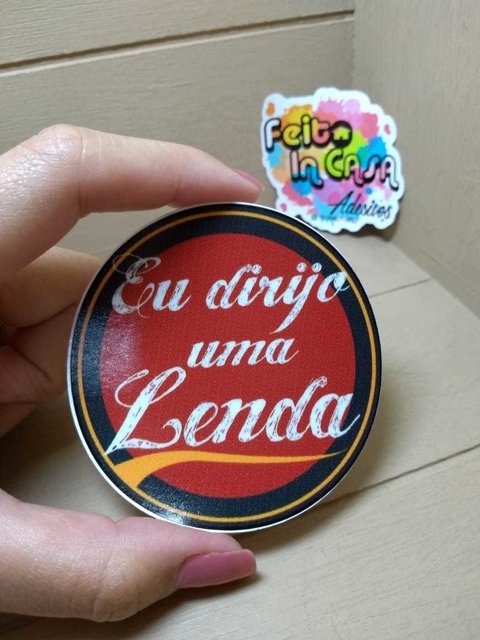 Eu dirijo
uma
Lenda
Feito
In Casa
Adesivos